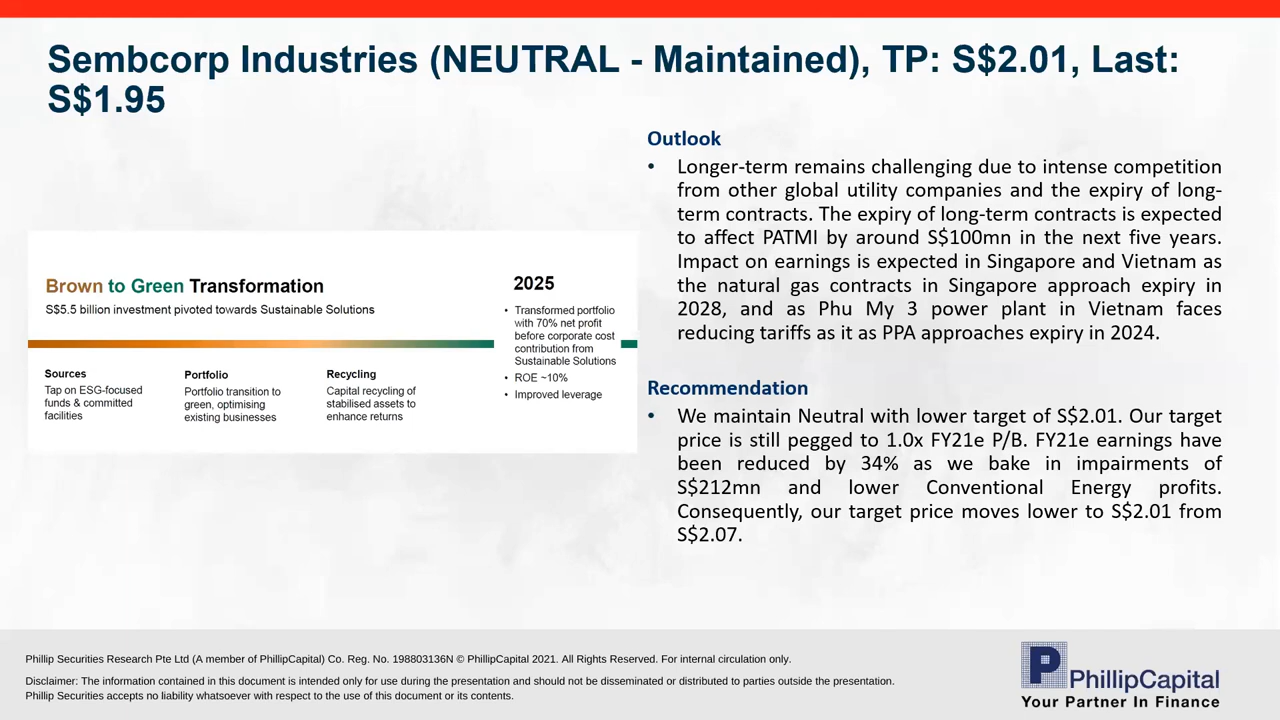 Sembcorp Industries (NEUTRAL - Maintained), TP: S$2.01, Last:
S$1.95
Brown to Green Transformation
S$5.5 billion investment pivoted towards Sustainable Solutions
Sources
Tap on ESG-focused
funds & committed
facilities
Portfolio
Portfolio transition to
green, optimising
existing businesses
Recycling
Capital recycling of
stabilised assets to
enhance returns
2025
• Transformed portfolio
with 70% net profit
before corporate cost
contribution from
Sustainable Solutions
• ROE ~10%
• Improved leverage
Outlook
• Longer-term remains challenging due to intense competition
from other global utility companies and the expiry of long-
term contracts. The expiry of long-term contracts is expected
to affect PATMI by around S$100mn in the next five years.
Impact on earnings is expected in Singapore and Vietnam as
the natural gas contracts in Singapore approach expiry in
2028, and as Phu My 3 power plant in Vietnam faces
reducing tariffs as it as PPA approaches expiry in 2024.
Recommendation
• We maintain Neutral with lower target of S$2.01. Our target
price is still pegged to 1.0x FY21e P/B. FY21e earnings have
been reduced by 34% as we bake in impairments of
S$212mn and lower Conventional Energy profits.
Consequently, our target price moves lower to S$2.01 from
S$2.07.
Phillip Securities Research Pte Ltd (A member of PhillipCapital) Co. Reg. No. 198803136N © PhillipCapital 2021. All Rights Reserved. For internal circulation only.
Disclaimer: The information contained in this document is intended only for use during the presentation and should not be disseminated or distributed to parties outside the presentation.
Phillip Securities accepts no liability whatsoever with respect to the use of this document or its contents.
PhillipCapital
Your Partner In Finance